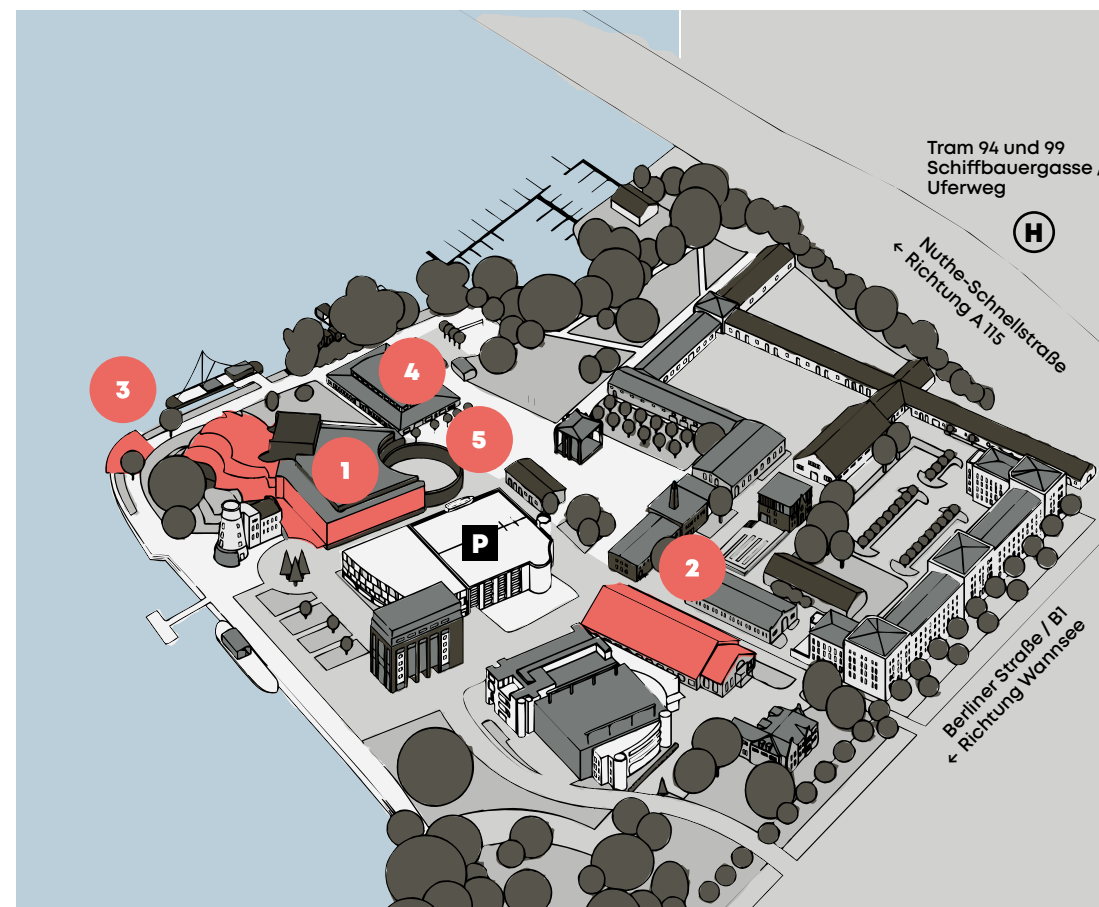 Tram 94 und 99
Schiffbauergasse /
Uferweg
H
← Nuthe-Schnellstraße
← Richtung A 115
3
4
5
1
P
2
Berliner Straße / B1
← Richtung Wannsee